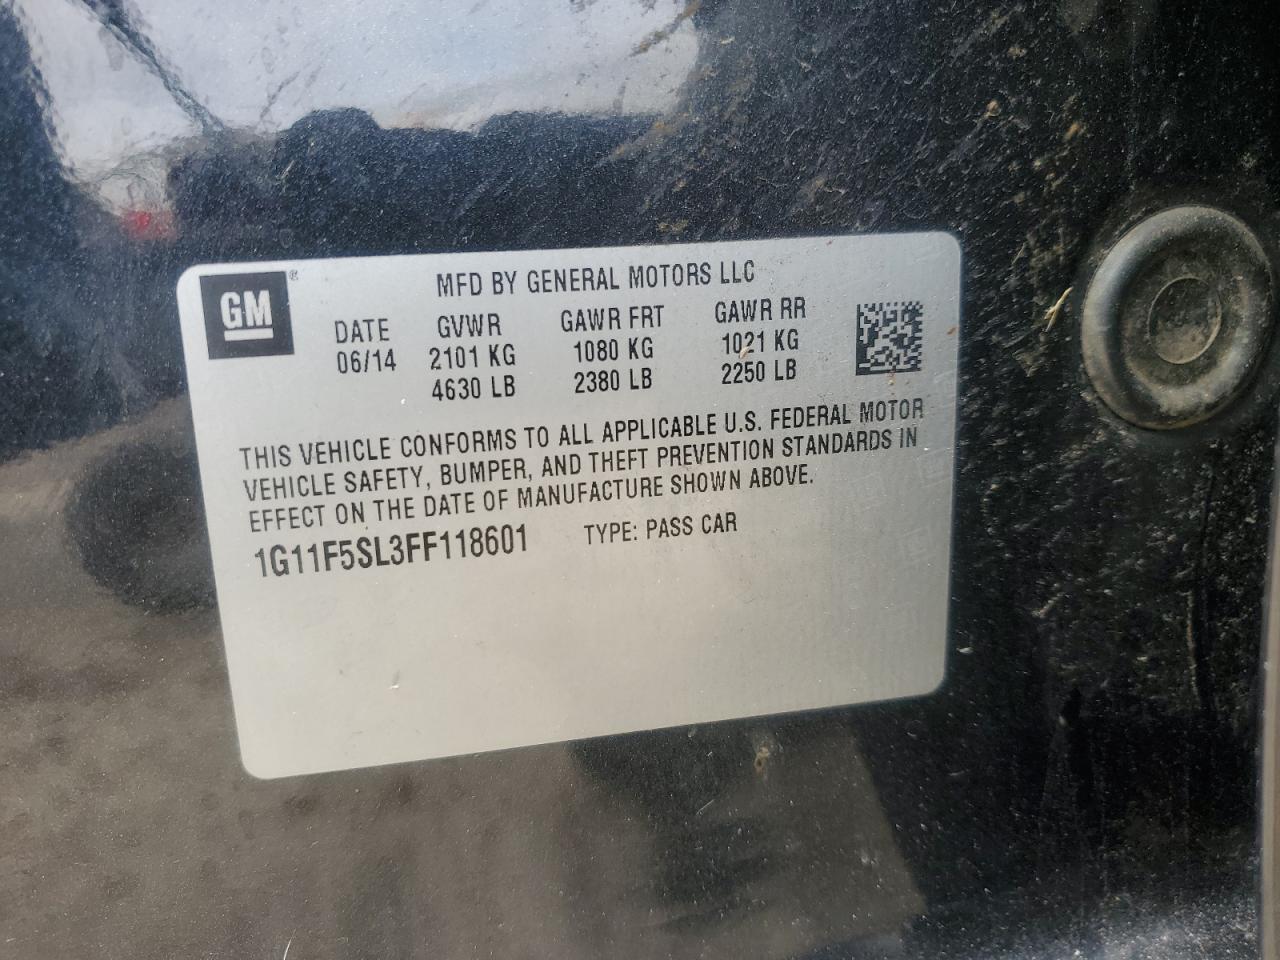 GM®
MFD BY GENERAL MOTORS LLC
DATE GVWR GAWR FRT GAWR RR
06/14 2101 KG 1080 KG 1021 KG
4630 LB 2380 LB 2250 LB
THIS VEHICLE CONFORMS TO ALL APPLICABLE U.S. FEDERAL MOTOR
VEHICLE SAFETY, BUMPER, AND THEFT PREVENTION STANDARDS IN
EFFECT ON THE DATE OF MANUFACTURE SHOWN ABOVE.
1G11F5SL3FF118601 TYPE: PASS CAR